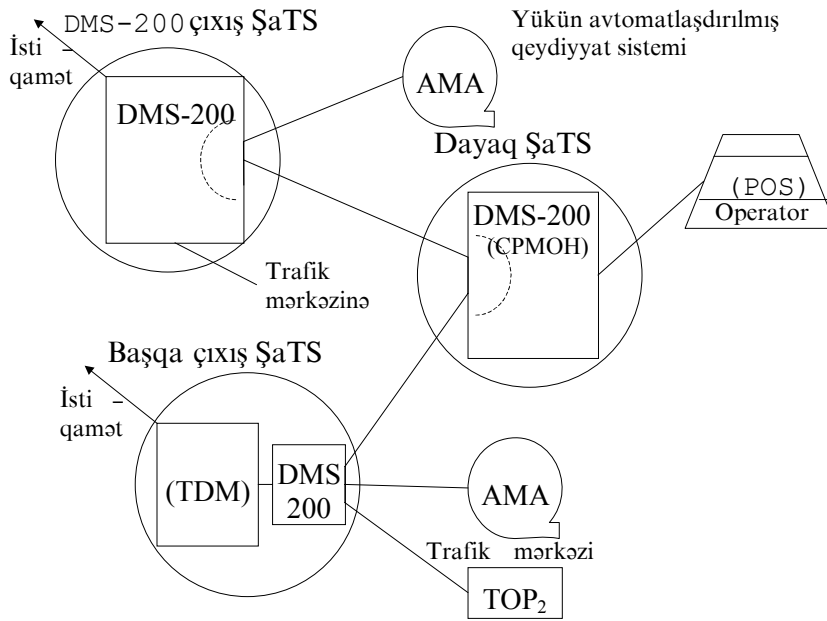 DMS-200 çıxış ŞaTS
İsti –
qamət
DMS-200
Trafik
mərkəzinə
AMA
Yükün avtomatlaşdırılmış
qeydiyyat sistemi
Dayaq ŞaTS
DMS-200
(CPMOH)
(POS)
Operator
Başqa çıxış ŞaTS
İsti –
qamət
(TDM)
DMS
200
AMA
Trafik mərkəzi
TOP₂